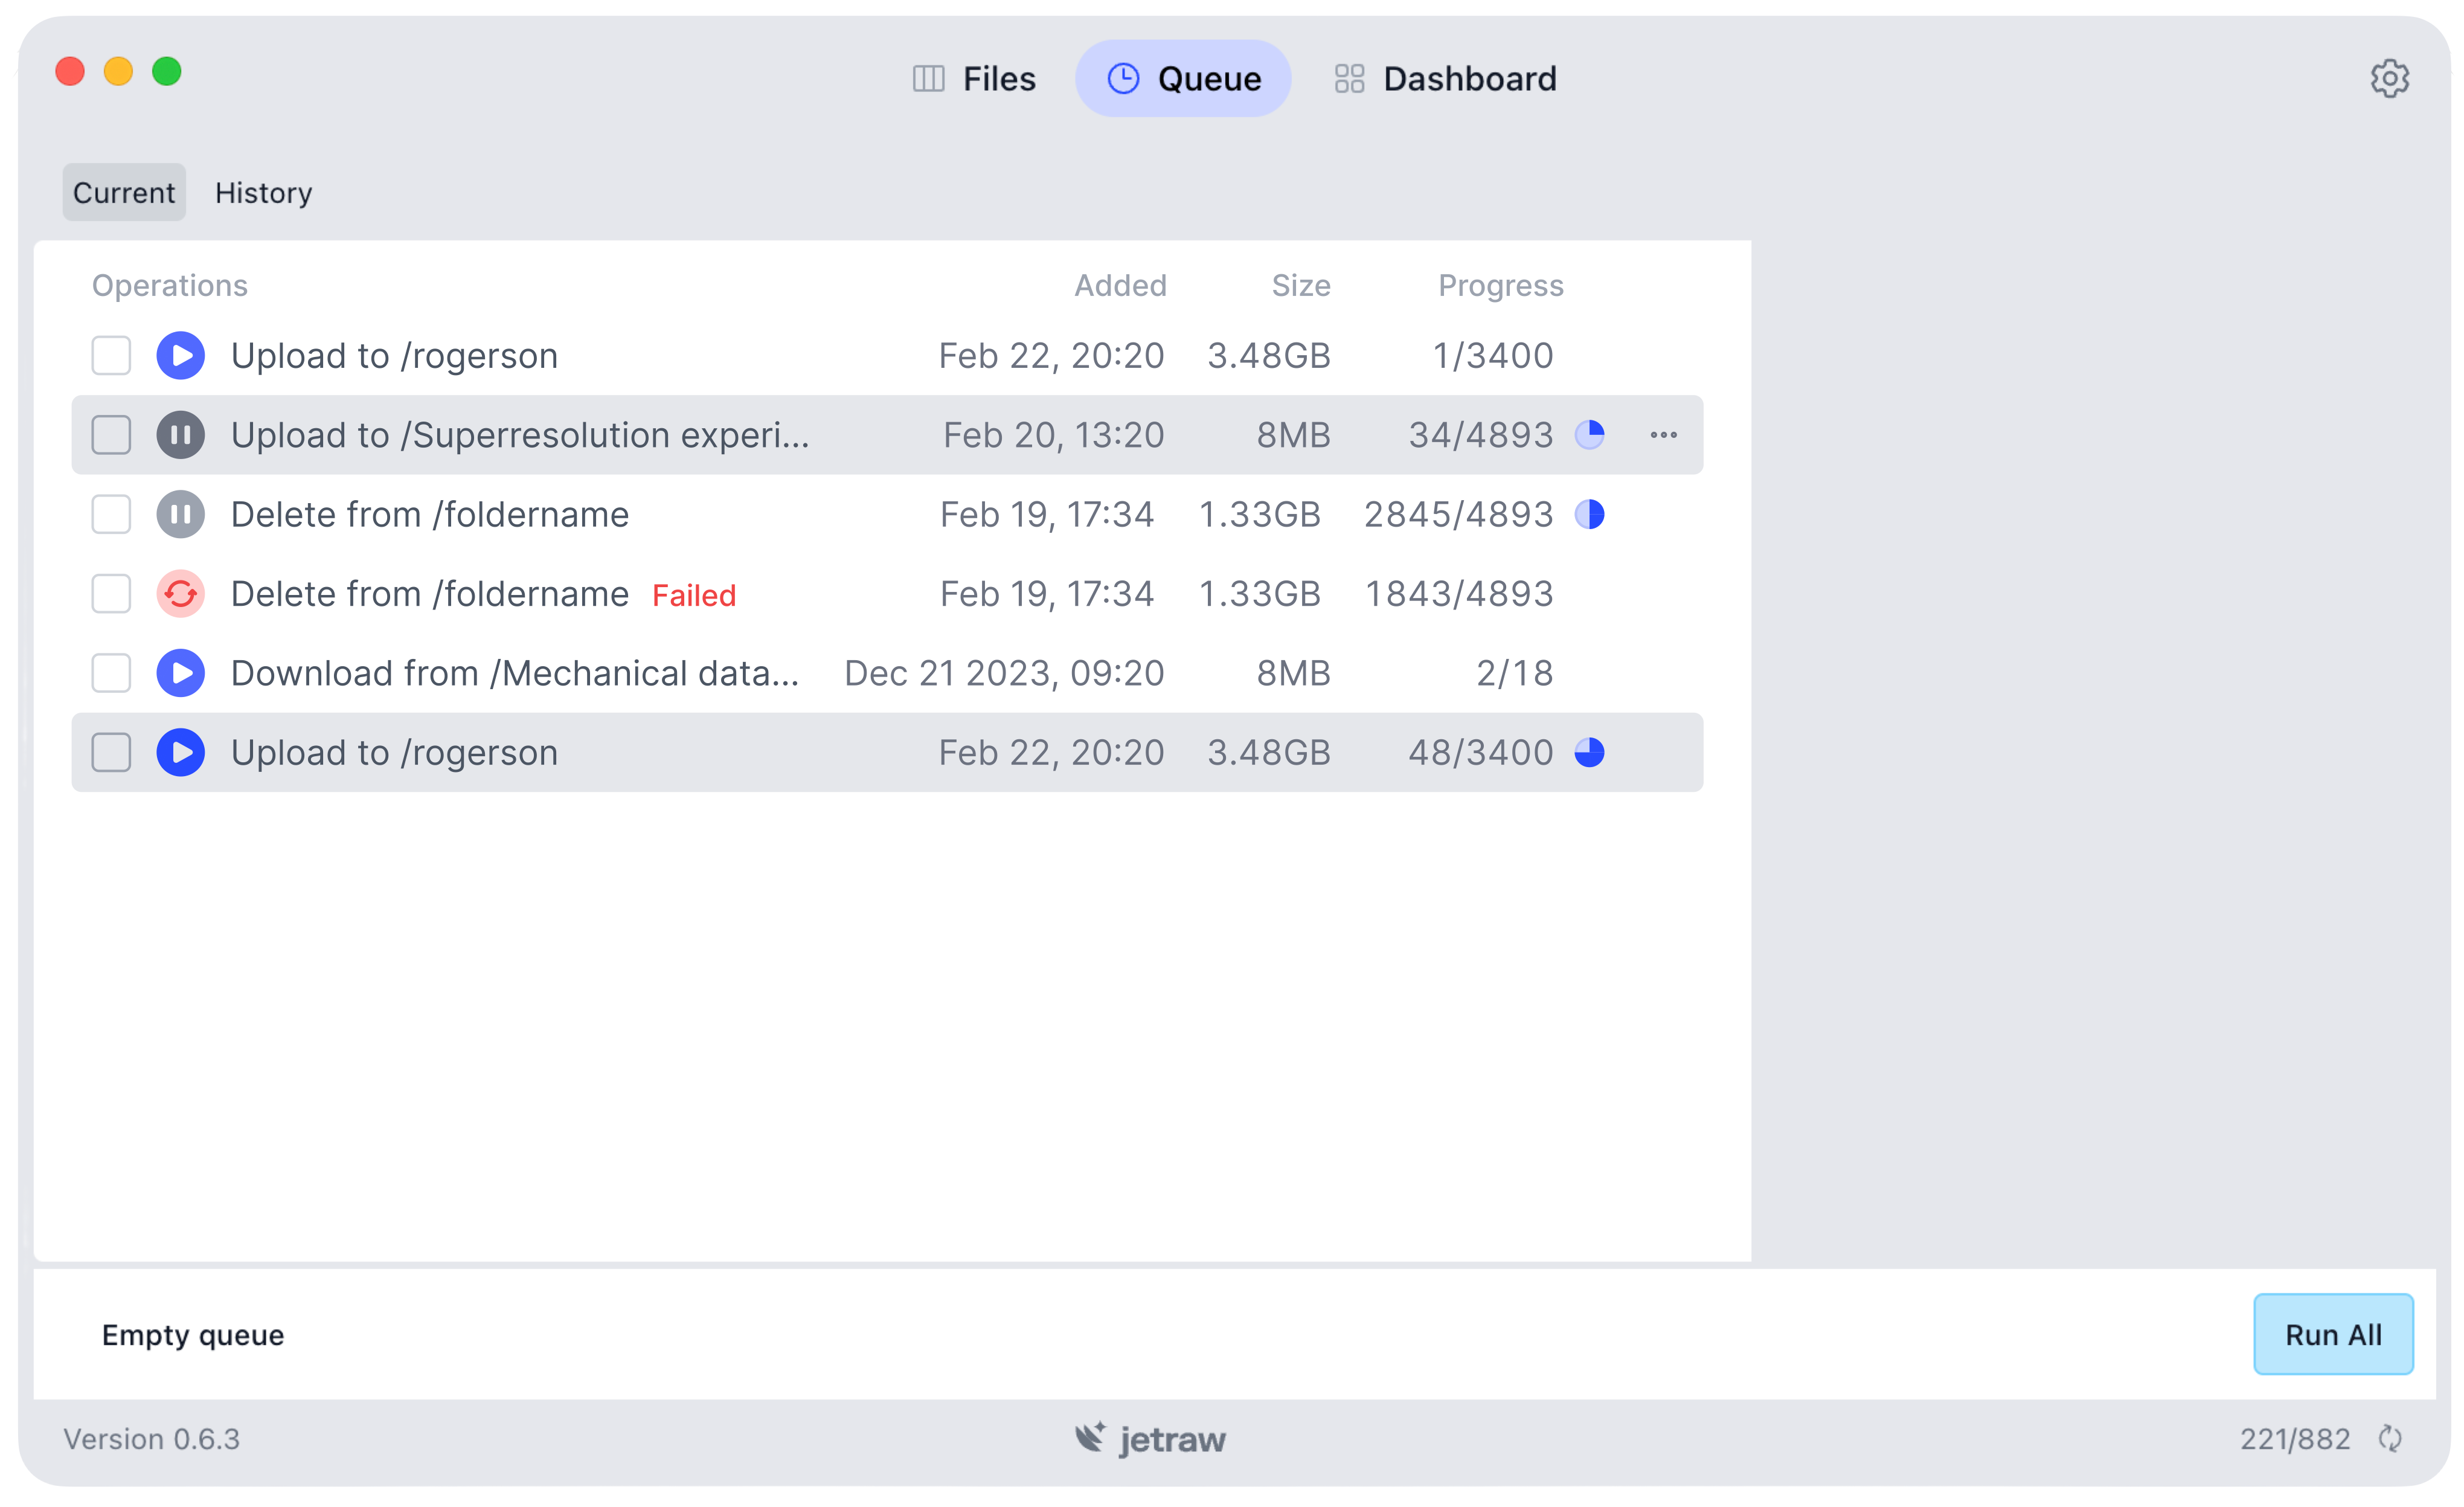 Files Queue Dashboard
Current History
Operations Added Size Progress
Upload to /rogerson Feb 22, 20:20 3.48GB 1/3400
Upload to /Superresolution experi... Feb 20, 13:20 8MB 34/4893
Delete from /foldername Feb 19, 17:34 1.33GB 2845/4893
Delete from /foldername Failed Feb 19, 17:34 1.33GB 1843/4893
Download from /Mechanical data... Dec 21 2023, 09:20 8MB 2/18
Upload to /rogerson Feb 22, 20:20 3.48GB 48/3400
Empty queue Run All
Version 0.6.3 jetraw 221/882